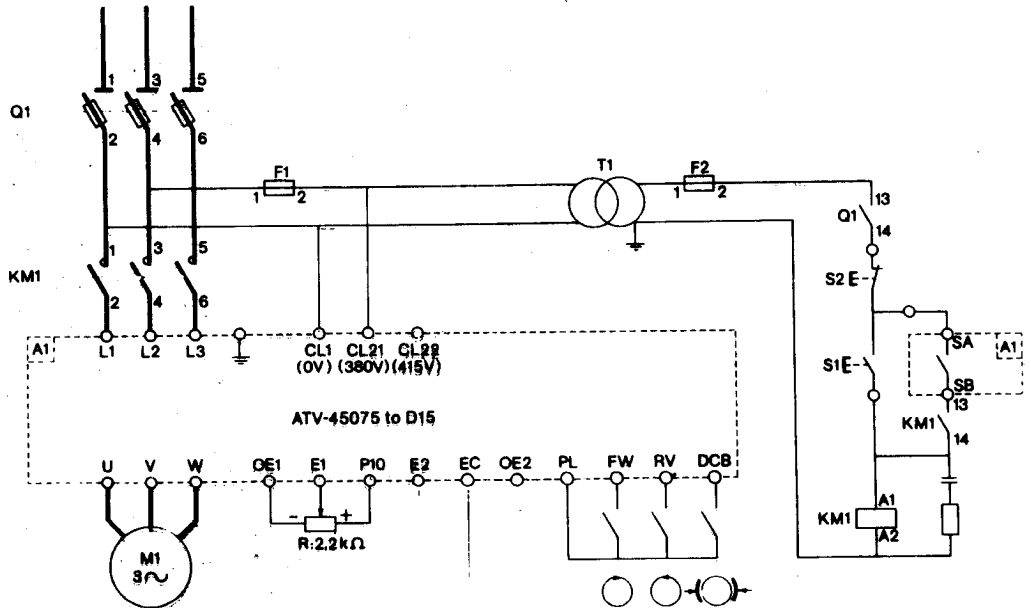 1 3 5
Q1
2 4 6
F1
1 2
T1
F2
1 2
13
Q1
14
1 3 5
KM1
2 4 6
S2 E
A1
L1 L2 L3
CL1 CL21 CL22
(0V) (380V) (415V)
SA
A1
S1 E
SB
13
KM1
14
ATV-45075 to D15
U V W OE1 E1 P10 E2 EC OE2 PL FW RV DCB
- +
R:2,2kΩ
A1
KM1
A2
M1
3~